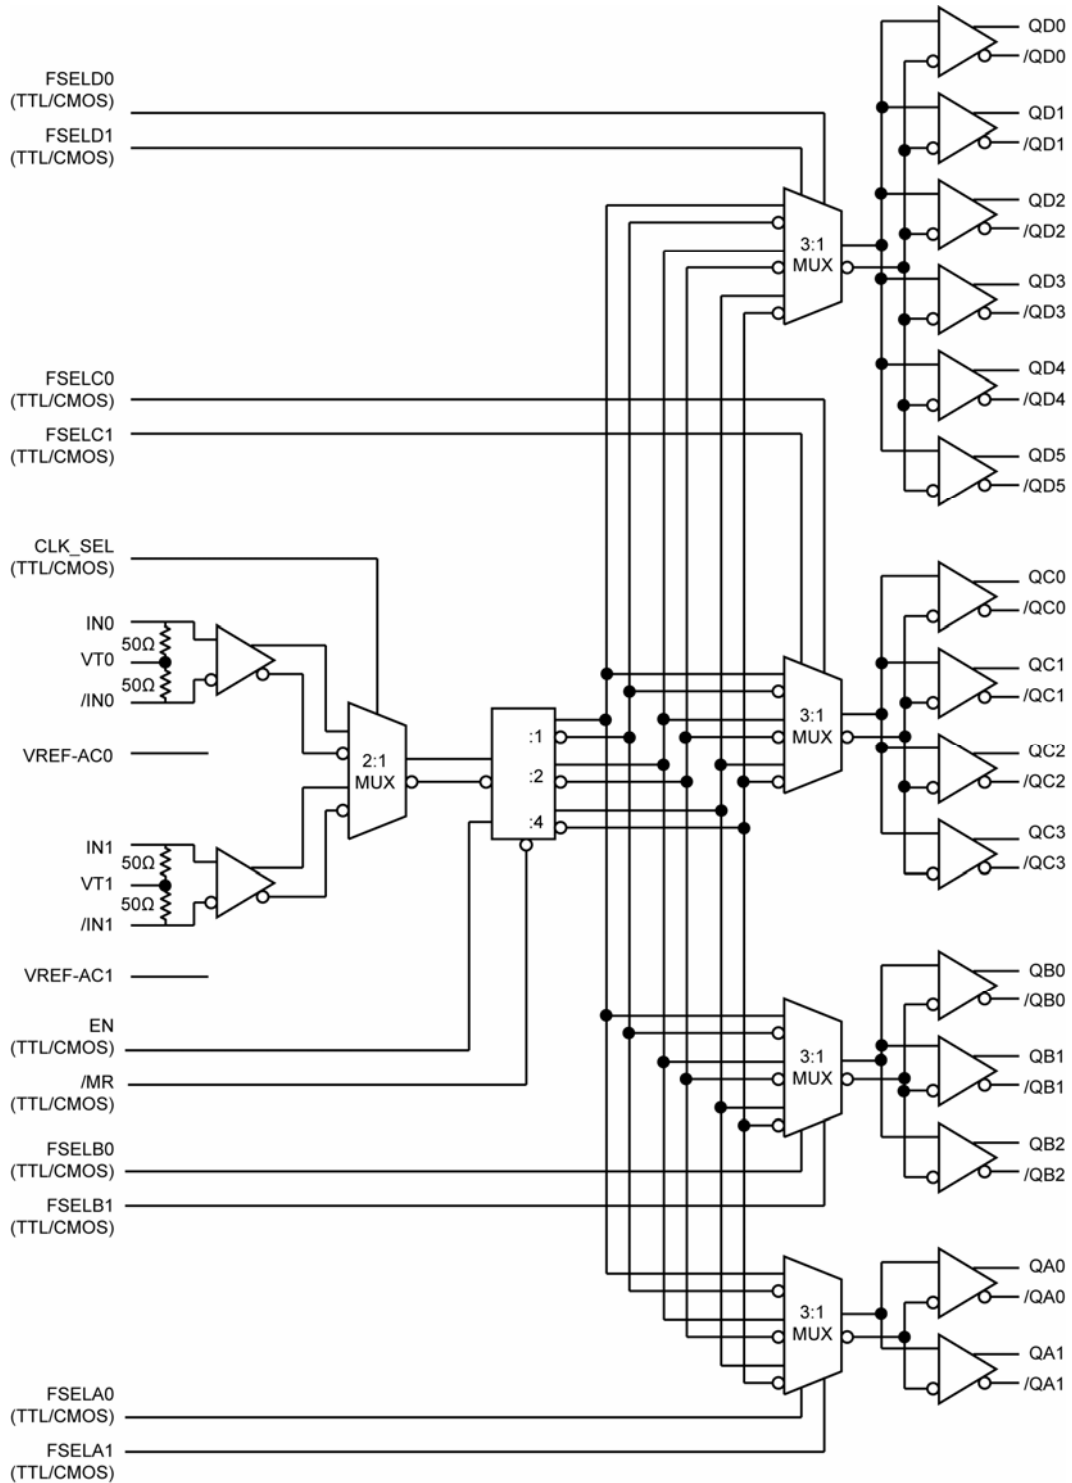 QD0
/QD0
FSELD0
(TTL/CMOS)
QD1
FSELD1
/QD1
(TTL/CMOS)
QD2
/QD2
3:1
MUX
QD3
/QD3
QD4
FSELC0
/QD4
(TTL/CMOS)
FSELC1
(TTL/CMOS)
QD5
/QD5
CLK_SEL
(TTL/CMOS)
QC0
/QC0
IN0
50Ω
VT0
50Ω
/IN0
QC1
/QC1
3:1
MUX
:1
VREF-AC0
2:1
MUX
:2
QC2
/QC2
:4
QC3
/QC3
IN1
50Ω
VT1
50Ω
/IN1
VREF-AC1
QB0
/QB0
EN
(TTL/CMOS)
3:1
MUX
QB1
/QB1
/MR
(TTL/CMOS)
FSELB0
(TTL/CMOS)
QB2
/QB2
FSELB1
(TTL/CMOS)
QA0
/QA0
3:1
MUX
QA1
/QA1
FSELA0
(TTL/CMOS)
FSELA1
(TTL/CMOS)